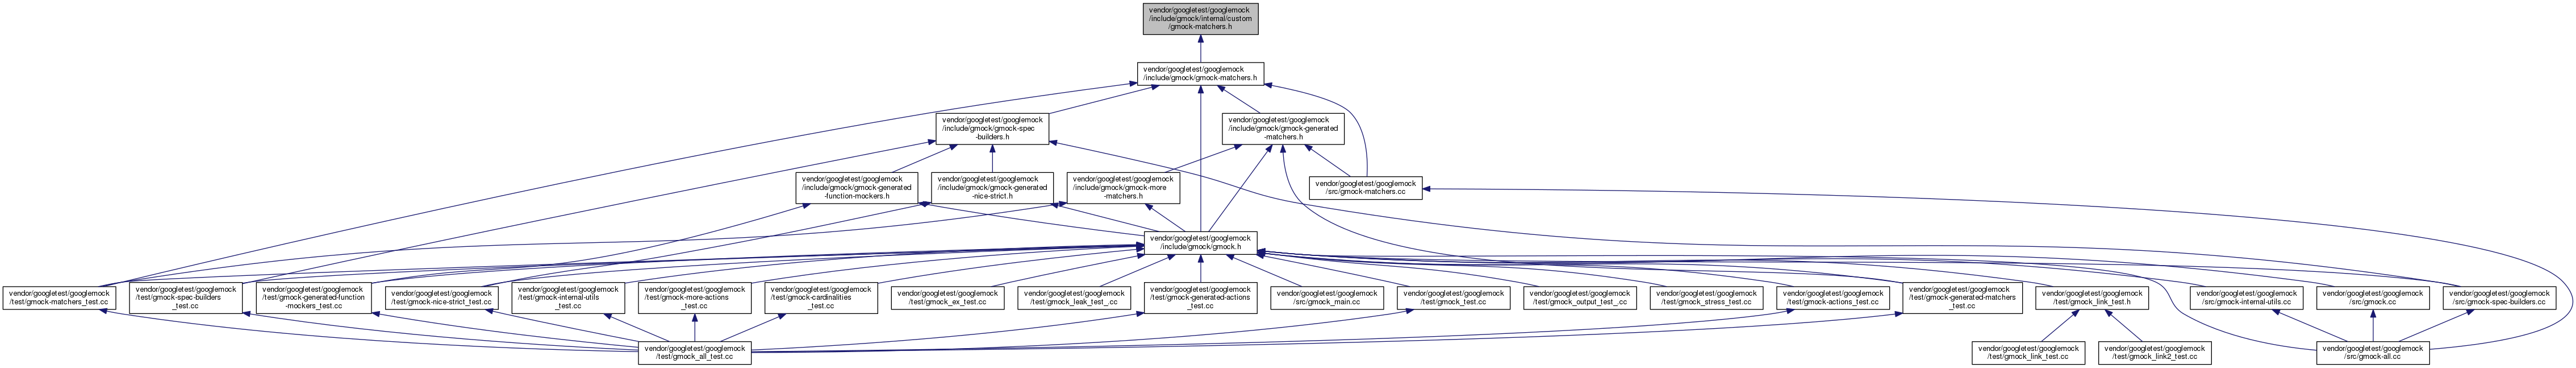 vendor/googletest/googlemock
/include/gmock/internal/custom
/gmock-matchers.h
vendor/googletest/googlemock
/include/gmock/gmock-matchers.h
vendor/googletest/googlemock
/include/gmock/gmock-spec
-builders.h
vendor/googletest/googlemock
/include/gmock/gmock-generated
-matchers.h
vendor/googletest/googlemock
/include/gmock/gmock-generated
-function-mockers.h
vendor/googletest/googlemock
/include/gmock/gmock-generated
-nice-strict.h
vendor/googletest/googlemock
/include/gmock/gmock-more
-matchers.h
vendor/googletest/googlemock
/src/gmock-matchers.cc
vendor/googletest/googlemock
/include/gmock/gmock.h
vendor/googletest/googlemock
/test/gmock-matchers_test.cc
vendor/googletest/googlemock
/test/gmock-spec-builders
_test.cc
vendor/googletest/googlemock
/test/gmock-generated-function
-mockers_test.cc
vendor/googletest/googlemock
/test/gmock-nice-strict_test.cc
vendor/googletest/googlemock
/test/gmock-internal-utils
_test.cc
vendor/googletest/googlemock
/test/gmock-more-actions
_test.cc
vendor/googletest/googlemock
/test/gmock-cardinalities
_test.cc
vendor/googletest/googlemock
/test/gmock_ex_test.cc
vendor/googletest/googlemock
/test/gmock_leak_test_.cc
vendor/googletest/googlemock
/test/gmock-generated-actions
_test.cc
vendor/googletest/googlemock
/src/gmock_main.cc
vendor/googletest/googlemock
/test/gmock_test.cc
vendor/googletest/googlemock
/test/gmock_output_test_.cc
vendor/googletest/googlemock
/test/gmock_stress_test.cc
vendor/googletest/googlemock
/test/gmock-actions_test.cc
vendor/googletest/googlemock
/test/gmock-generated-matchers
_test.cc
vendor/googletest/googlemock
/test/gmock_link_test.h
vendor/googletest/googlemock
/src/gmock-internal-utils.cc
vendor/googletest/googlemock
/src/gmock.cc
vendor/googletest/googlemock
/src/gmock-spec-builders.cc
vendor/googletest/googlemock
/test/gmock_all_test.cc
vendor/googletest/googlemock
/test/gmock_link_test.cc
vendor/googletest/googlemock
/test/gmock_link2_test.cc
vendor/googletest/googlemock
/src/gmock-all.cc